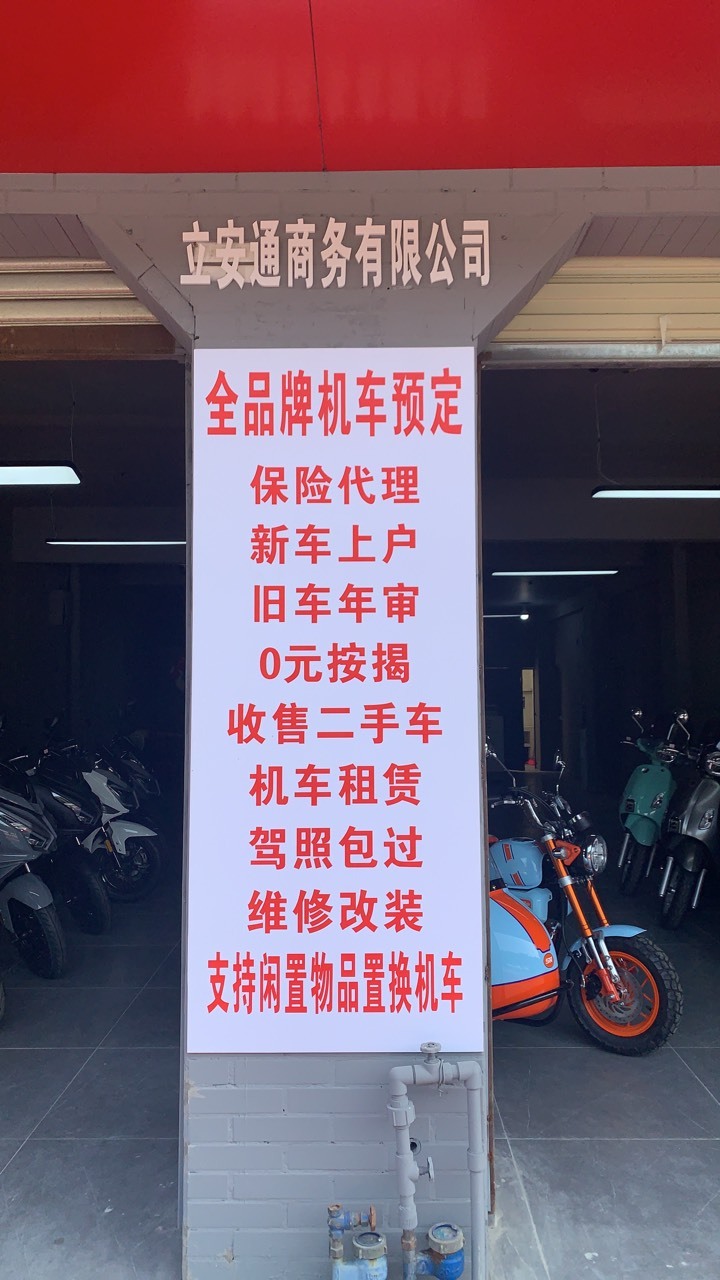 立安通商务有限公司
全品牌机车预定
保险代理
新车上户
旧车年审
0元按揭
收售二手车
机车租赁
驾照包过
维修改装
支持闲置物品置换机车